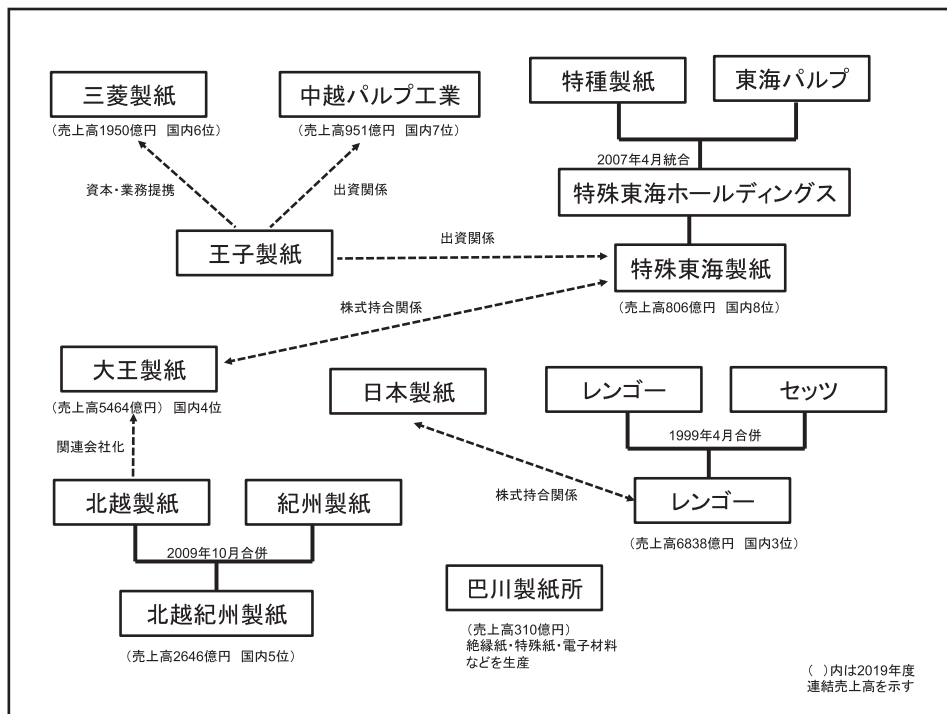 三菱製紙
(売上高1950億円 国内6位)
中越パルプ工業
(売上高951億円 国内7位)
特種製紙
東海パルプ
2007年4月統合
特殊東海ホールディングス
資本・業務提携
出資関係
王子製紙
出資関係
特殊東海製紙
(売上高806億円 国内8位)
株式持合関係
大王製紙
(売上高5464億円) 国内4位
日本製紙
レンゴー
セッツ
1999年4月合併
関連会社化
株式持合関係
レンゴー
(売上高6838億円 国内3位)
北越製紙
紀州製紙
2009年10月合併
北越紀州製紙
(売上高2646億円 国内5位)
巴川製紙所
(売上高310億円)
絶縁紙・特殊紙・電子材料
などを生産
( )内は2019年度
連結売上高を示す